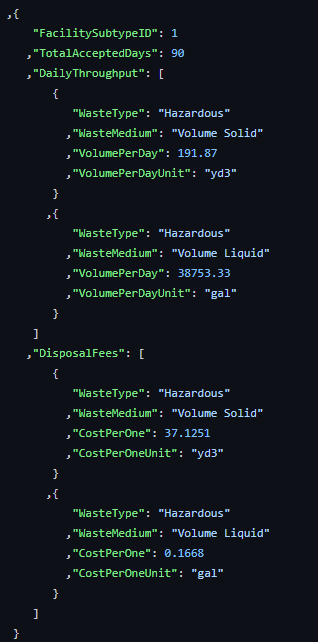 ,{
"FacilitySubtypeID": 1
,"TotalAcceptedDays": 90
,"DailyThroughput": [
{
"WasteType": "Hazardous"
,"WasteMedium": "Volume Solid"
,"VolumePerDay": 191.87
,"VolumePerDayUnit": "yd3"
}
,{
"WasteType": "Hazardous"
,"WasteMedium": "Volume Liquid"
,"VolumePerDay": 38753.33
,"VolumePerDayUnit": "gal"
}
]
,"DisposalFees": [
{
"WasteType": "Hazardous"
,"WasteMedium": "Volume Solid"
,"CostPerOne": 37.1251
,"CostPerOneUnit": "yd3"
}
,{
"WasteType": "Hazardous"
,"WasteMedium": "Volume Liquid"
,"CostPerOne": 0.1668
,"CostPerOneUnit": "gal"
}
]
}